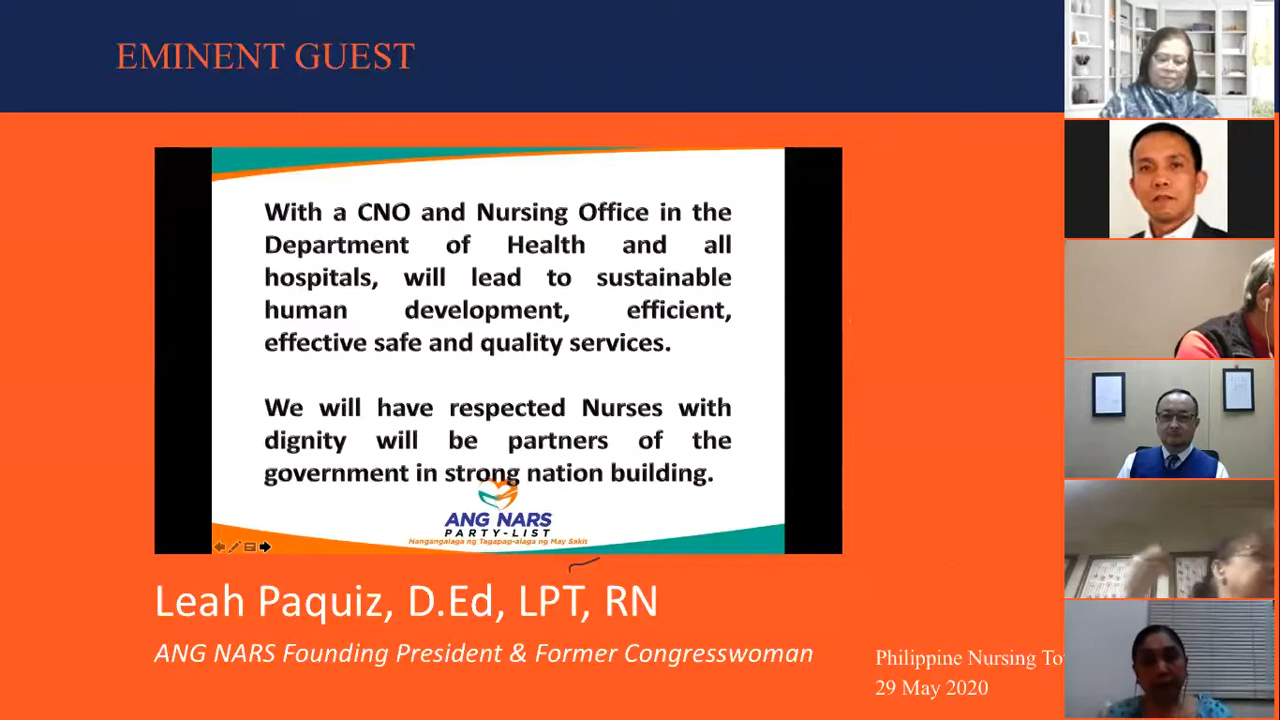 EMINENT GUEST
With a CNO and Nursing Office in the
Department of Health and all
hospitals, will lead to sustainable
human development, efficient,
effective safe and quality services.
We will have respected Nurses with
dignity will be partners of the
government in strong nation building.
ANG NARS
PARTY-LIST
Nangangalaga ng Tagapag-alaga ng May Sakit
Leah Paquiz, D.Ed, LPT, RN
ANG NARS Founding President & Former Congresswoman
Philippine Nursing
29 May 2020